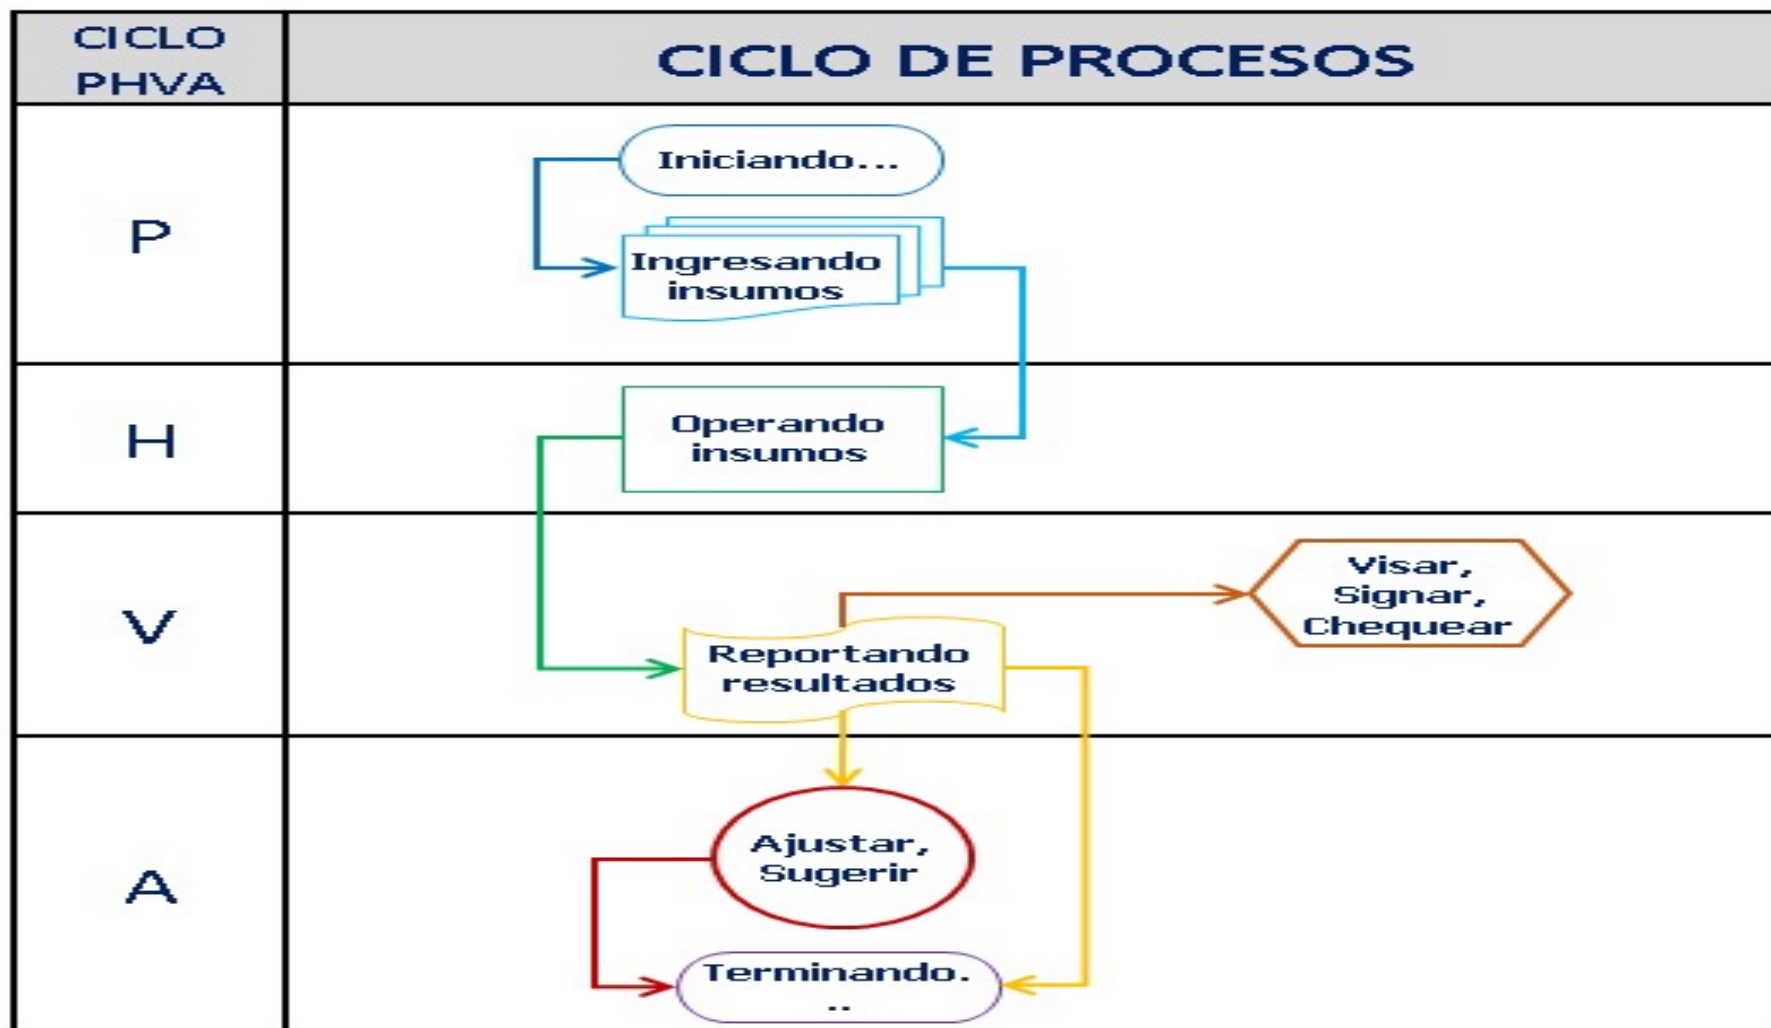 CICLO
PHVA
CICLO DE PROCESOS
P
Iniciando...
Ingresando
insumos
H
Operando
insumos
V
Visar,
Signar,
Chequear
Reportando
resultados
A
Ajustar,
Sugerir
Terminando.
..